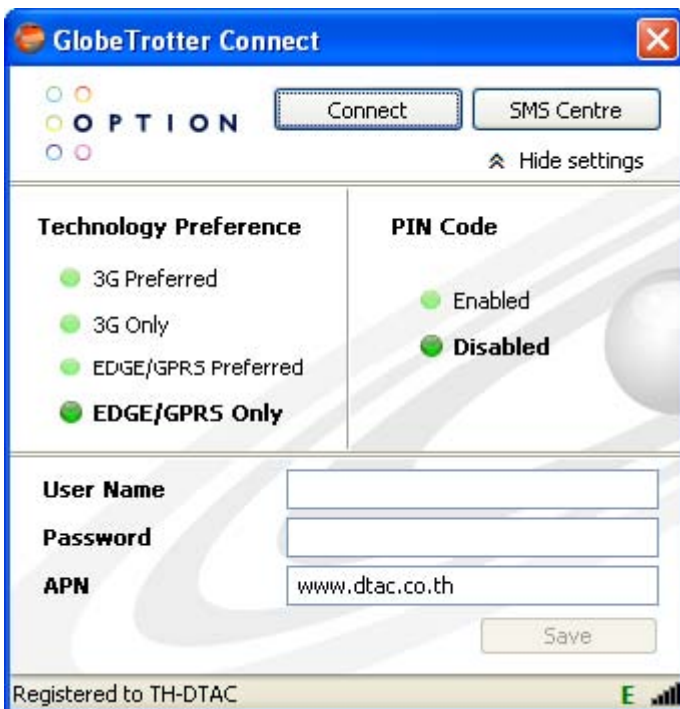 GlobeTrotter Connect
OPTION
Connect
SMS Centre
Hide settings
Technology Preference
3G Preferred
3G Only
EDGE/GPRS Preferred
EDGE/GPRS Only
PIN Code
Enabled
Disabled
User Name
Password
APN
www.dtac.co.th
Save
Registered to TH-DTAC
E